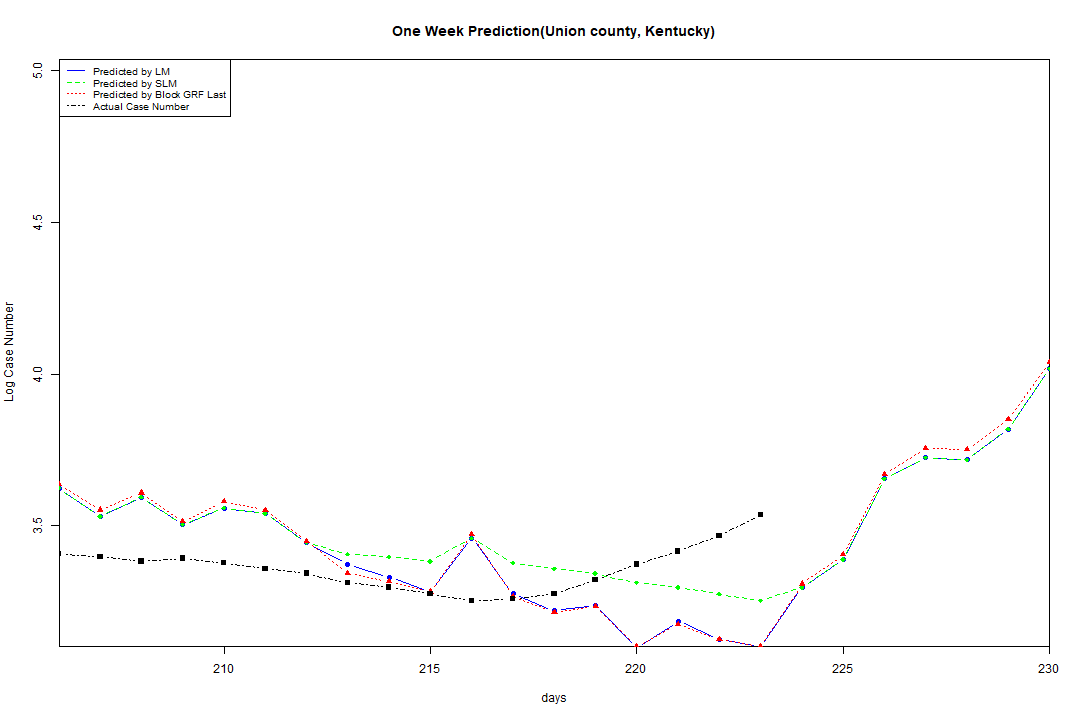 One Week Prediction(Union county, Kentucky)
Predicted by LM
Predicted by SLM
Predicted by Block GRF Last
Actual Case Number
5.0
4.5
4.0
3.5
Log Case Number
210 215 220 225 230
days